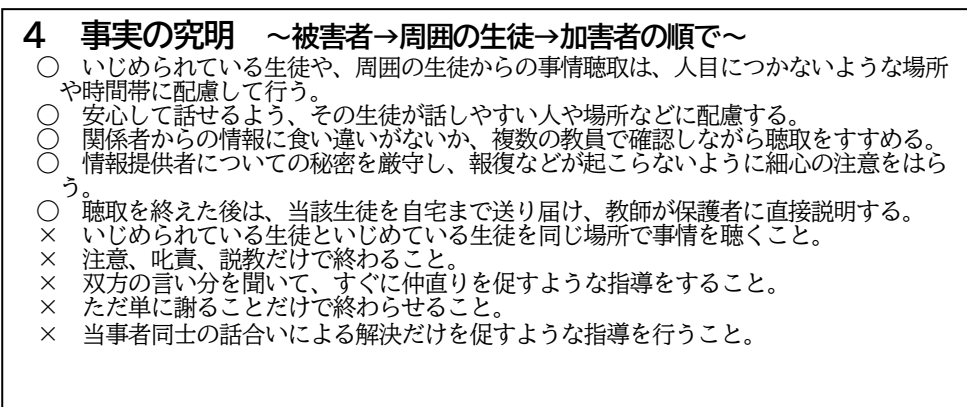 4 事実の究明 ～被害者→周囲の生徒→加害者の順で～
○ いじめられている生徒や、周囲の生徒からの事情聴取は、人目につかないような場所
や時間帯に配慮して行う。
○ 安心して話せるよう、その生徒が話しやすい人や場所などに配慮する。
○ 関係者からの情報に食い違いがないか、複数の教員で確認しながら聴取をすすめる。
○ 情報提供者についての秘密を厳守し、報復などが起こらないように細心の注意をはら
う。
○ 聴取を終えた後は、当該生徒を自宅まで送り届け、教師が保護者に直接説明する。
× いじめられている生徒といじめている生徒を同じ場所で事情を聴くこと。
× 注意、叱責、説教だけで終わること。
× 双方の言い分を聞いて、すぐに仲直りを促すような指導をすること。
× ただ単に謝ることだけで終わらせること。
× 当事者同士の話合いによる解決だけを促すような指導を行うこと。